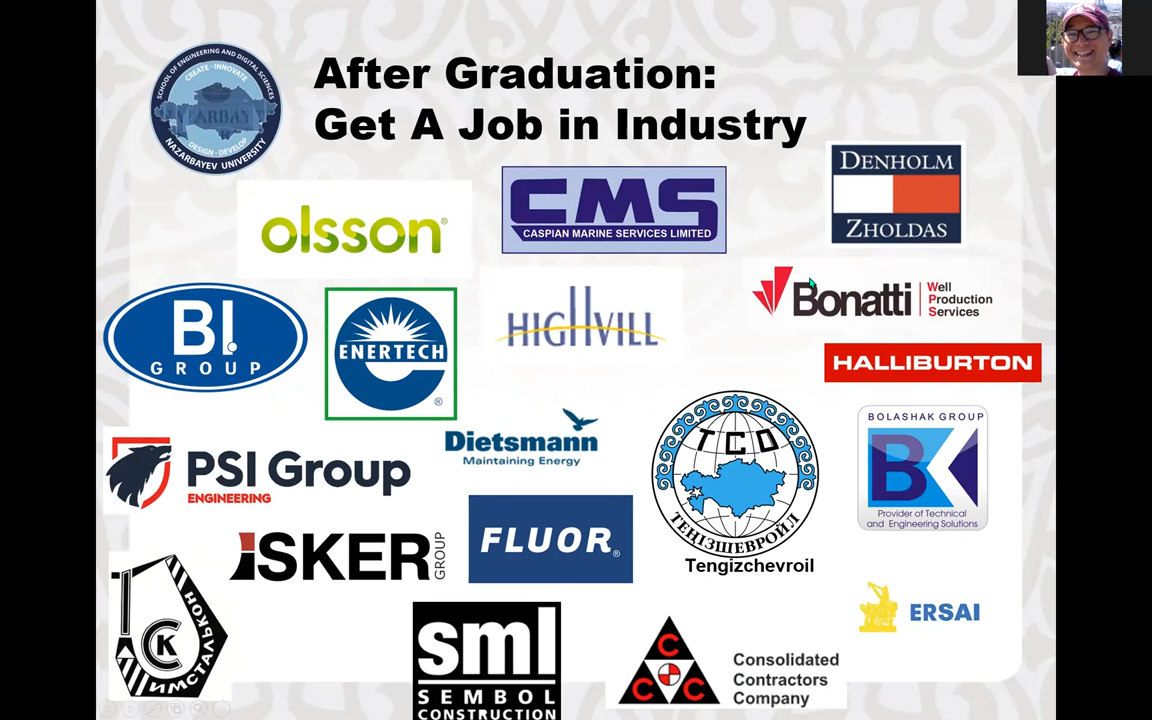 After Graduation:
Get A Job in Industry
SCHOOL OF ENGINEERING AND DIGITAL SCIENCES
CREATE · INNOVATE
DESIGN · DEVELOP
NAZARBAYEV UNIVERSITY
olsson®
CMS
CASPIAN MARINE SERVICES LIMITED
DENHOLM
ZHOLDAS
B.I.
GROUP
ENERTECH
®
HIGHVILL
Bonatti
Well
Production
Services
HALLIBURTON
PSI Group
ENGINEERING
Dietsmann
Maintaining Energy
TCO
ТЕҢІЗШЕВРОЙЛ
Tengizchevroil
BOLASHAK GROUP
BK
Provider of Technical
and Engineering Solutions
ISKER
GROUP
FLUOR®
СК
ИМСТАЛЬКОН
sml
SEMBOL
CONSTRUCTION
C
C C
Consolidated
Contractors
Company
ERSAI